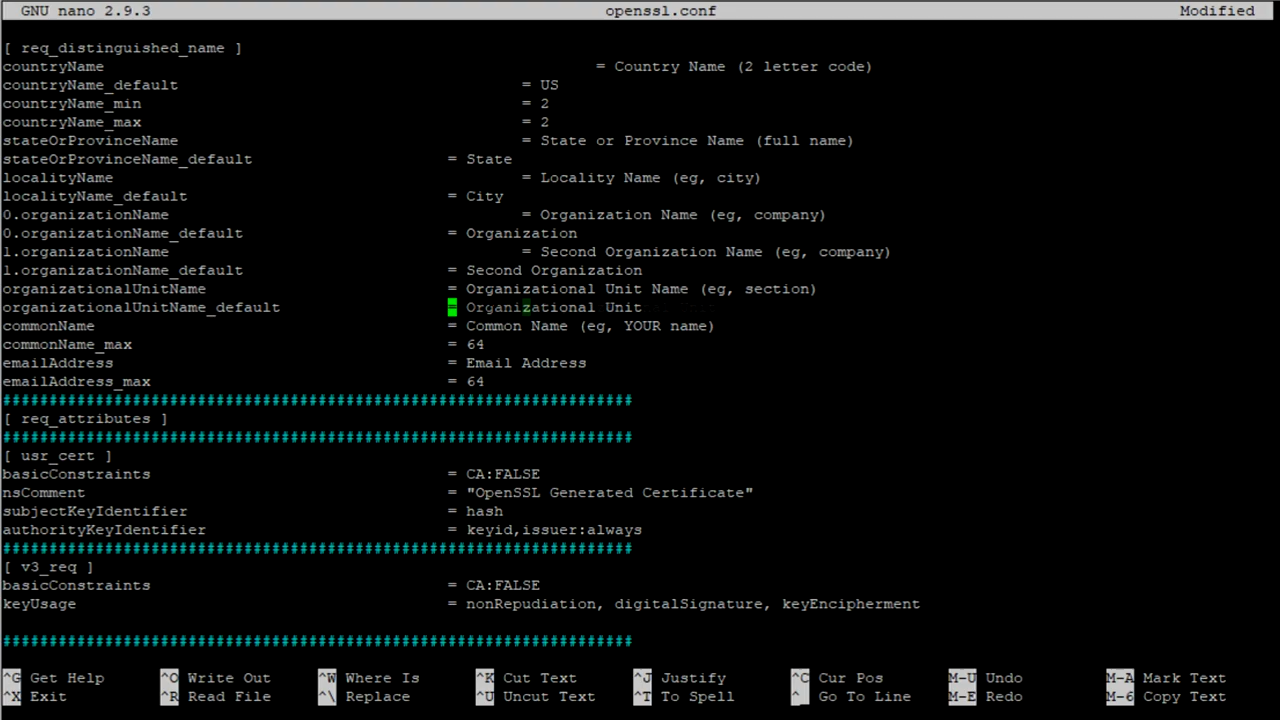 GNU nano 2.9.3 openssl.conf Modified
[ req_distinguished_name ]
countryName = Country Name (2 letter code)
countryName_default = US
countryName_min = 2
countryName_max = 2
stateOrProvinceName = State or Province Name (full name)
stateOrProvinceName_default = State
localityName = Locality Name (eg, city)
localityName_default = City
0.organizationName = Organization Name (eg, company)
0.organizationName_default = Organization
1.organizationName = Second Organization Name (eg, company)
1.organizationName_default = Second Organization
organizationalUnitName = Organizational Unit Name (eg, section)
organizationalUnitName_default = Organizational Unit
commonName = Common Name (eg, YOUR name)
commonName_max = 64
emailAddress = Email Address
emailAddress_max = 64
####################################################################
[ req_attributes ]
####################################################################
[ usr_cert ]
basicConstraints = CA:FALSE
nsComment = "OpenSSL Generated Certificate"
subjectKeyIdentifier = hash
authorityKeyIdentifier = keyid,issuer:always
####################################################################
[ v3_req ]
basicConstraints = CA:FALSE
keyUsage = nonRepudiation, digitalSignature, keyEncipherment
####################################################################
^G Get Help ^O Write Out ^W Where Is ^K Cut Text ^J Justify ^C Cur Pos M-U Undo M-A Mark Text
^X Exit ^R Read File ^\ Replace ^U Uncut Text ^T To Spell ^_ Go To Line M-E Redo M-6 Copy Text